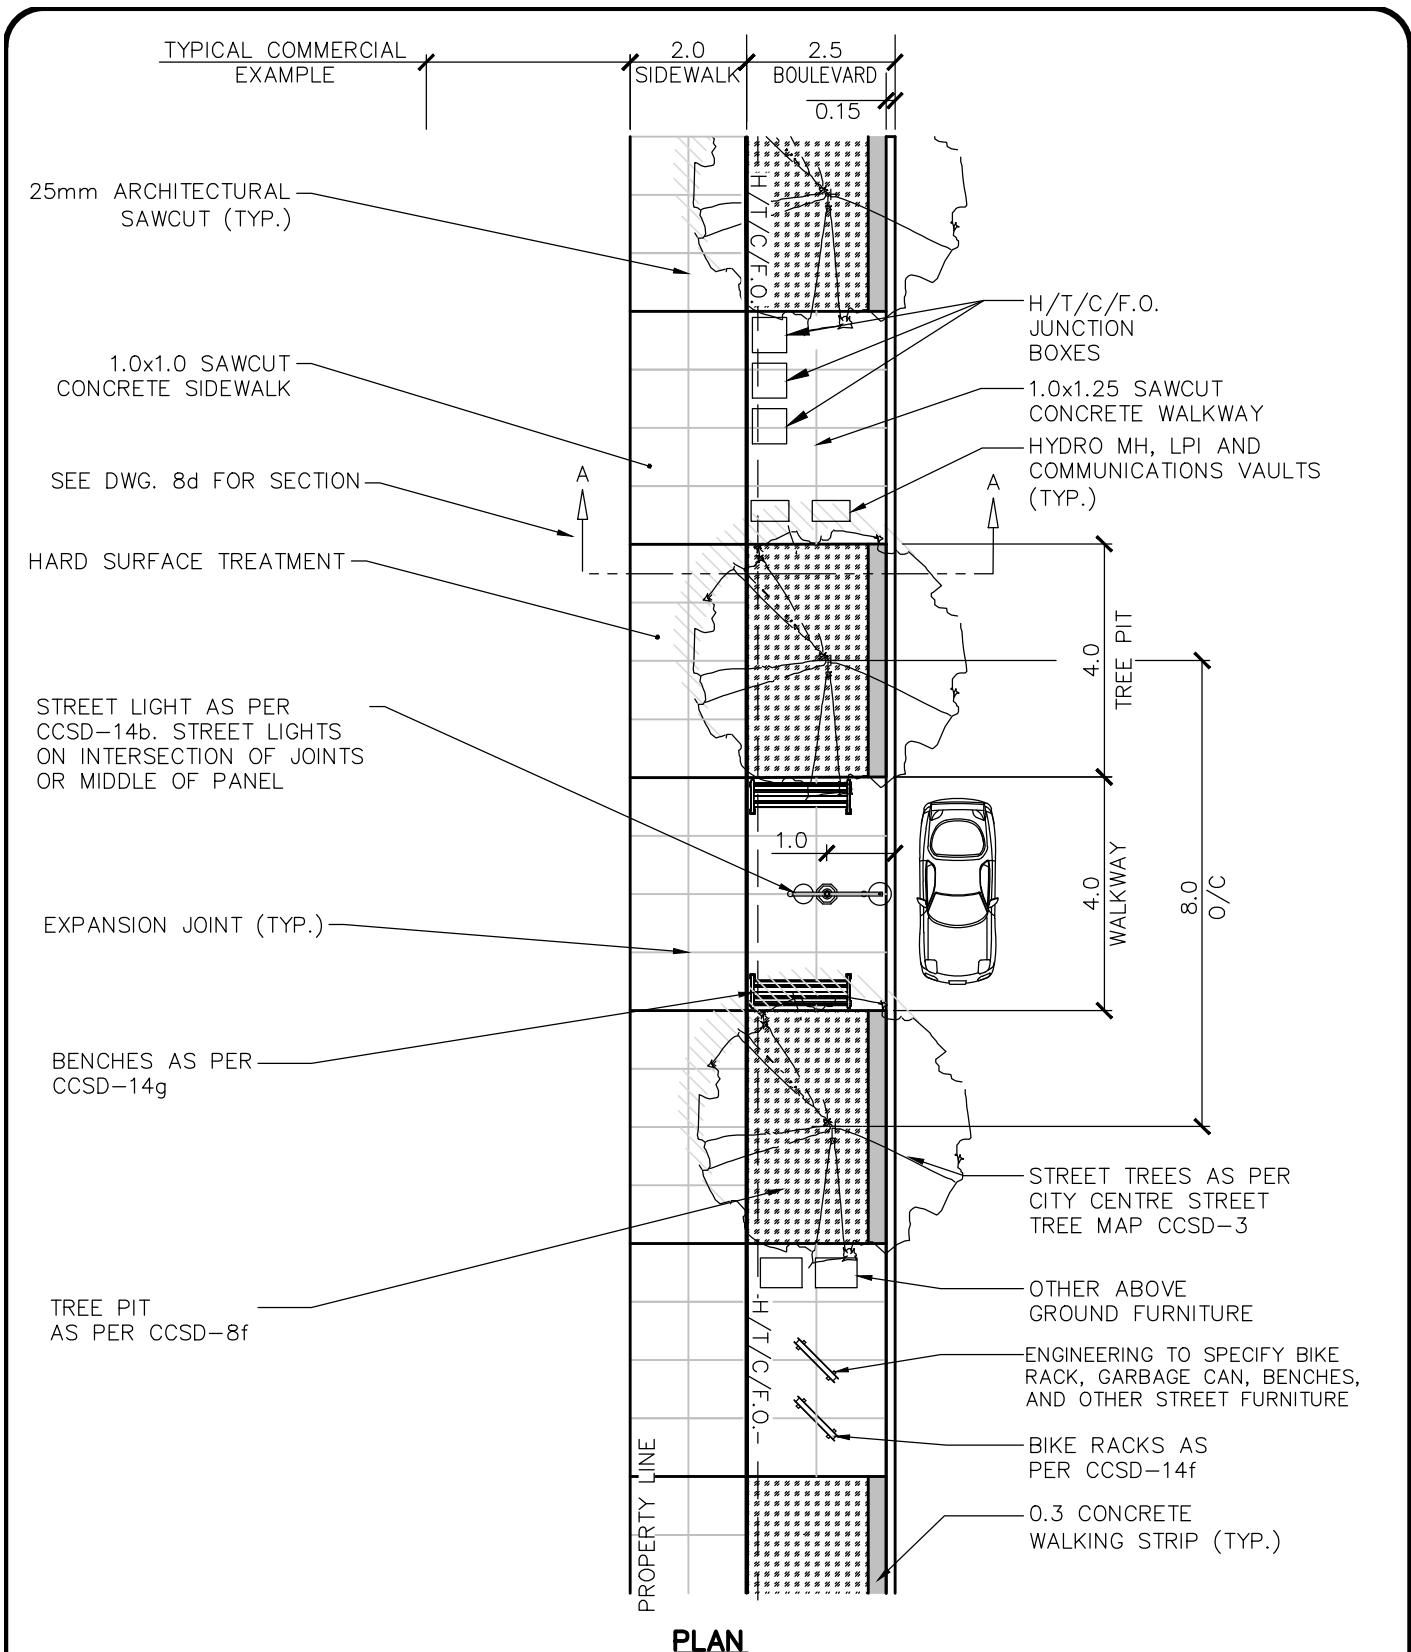 TYPICAL COMMERCIAL
EXAMPLE
2.0
SIDEWALK
2.5
BOULEVARD
0.15
25mm ARCHITECTURAL
SAWCUT (TYP.)
H/T/C/F.O.
H/T/C/F.O.
JUNCTION
BOXES
1.0x1.0 SAWCUT
CONCRETE SIDEWALK
1.0x1.25 SAWCUT
CONCRETE WALKWAY
HYDRO MH, LPI AND
COMMUNICATIONS VAULTS
(TYP.)
SEE DWG. 8d FOR SECTION
A
A
HARD SURFACE TREATMENT
4.0
TREE PIT
STREET LIGHT AS PER
CCSD-14b. STREET LIGHTS
ON INTERSECTION OF JOINTS
OR MIDDLE OF PANEL
1.0
4.0
WALKWAY
8.0
O/C
EXPANSION JOINT (TYP.)
BENCHES AS PER
CCSD-14g
STREET TREES AS PER
CITY CENTRE STREET
TREE MAP CCSD-3
TREE PIT
AS PER CCSD-8f
OTHER ABOVE
GROUND FURNITURE
H/T/C/F.O.
ENGINEERING TO SPECIFY BIKE
RACK, GARBAGE CAN, BENCHES,
AND OTHER STREET FURNITURE
BIKE RACKS AS
PER CCSD-14f
PROPERTY LINE
0.3 CONCRETE
WALKING STRIP (TYP.)
PLAN